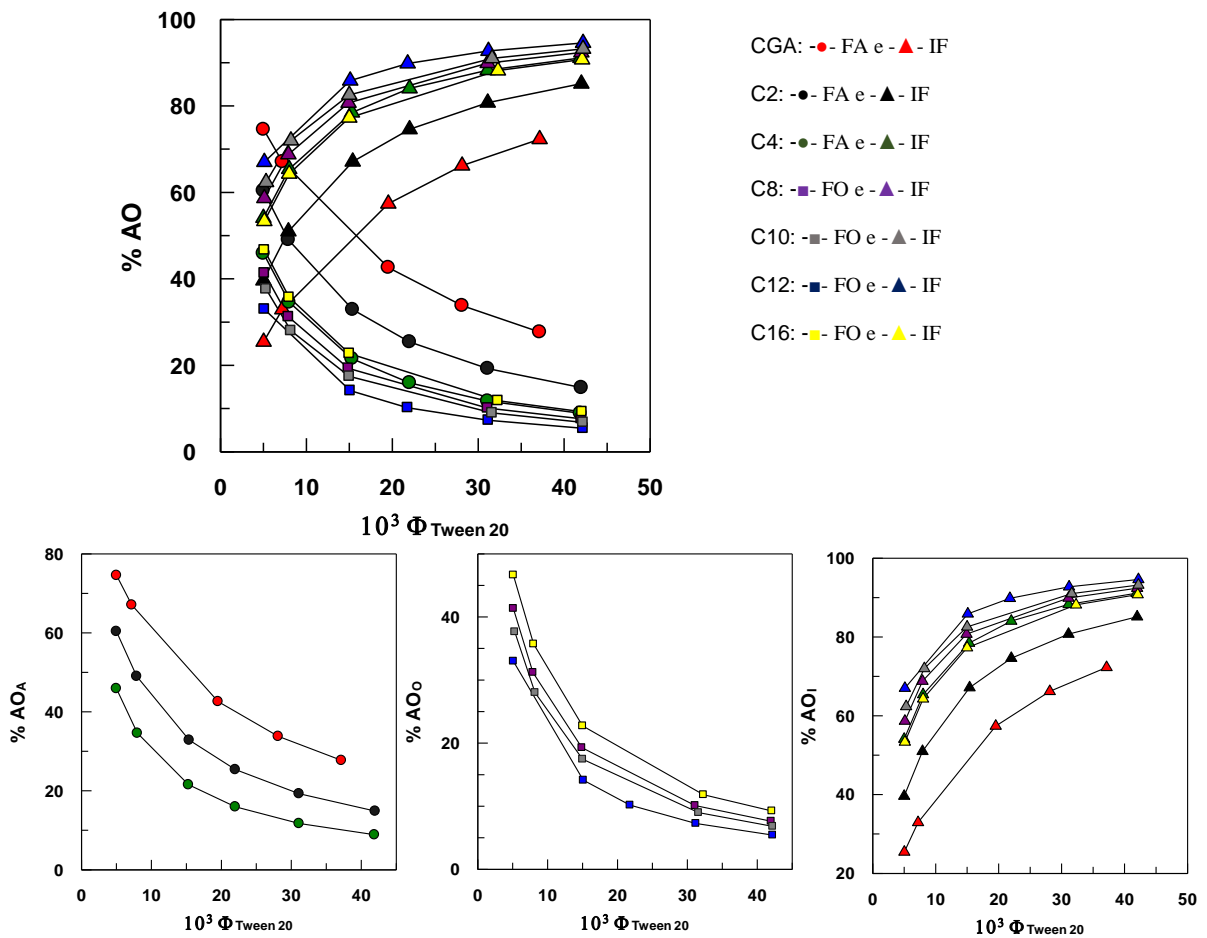 100
80
60
40
20
0
% AO
0 10 20 30 40 50
10³ Φ Tween 20
CGA: -●- FA e -▲- IF
C2: -●- FA e -▲- IF
C4: -●- FA e -▲- IF
C8: -■- FO e -▲- IF
C10: -■- FO e -▲- IF
C12: -■- FO e -▲- IF
C16: -■- FO e -▲- IF
80
60
40
20
0
% AOA
0 10 20 30 40
10³ Φ Tween 20
40
20
0
% AOO
0 10 20 30 40
10³ Φ Tween 20
100
80
60
40
20
% AOI
0 10 20 30 40 50
10³ Φ Tween 20